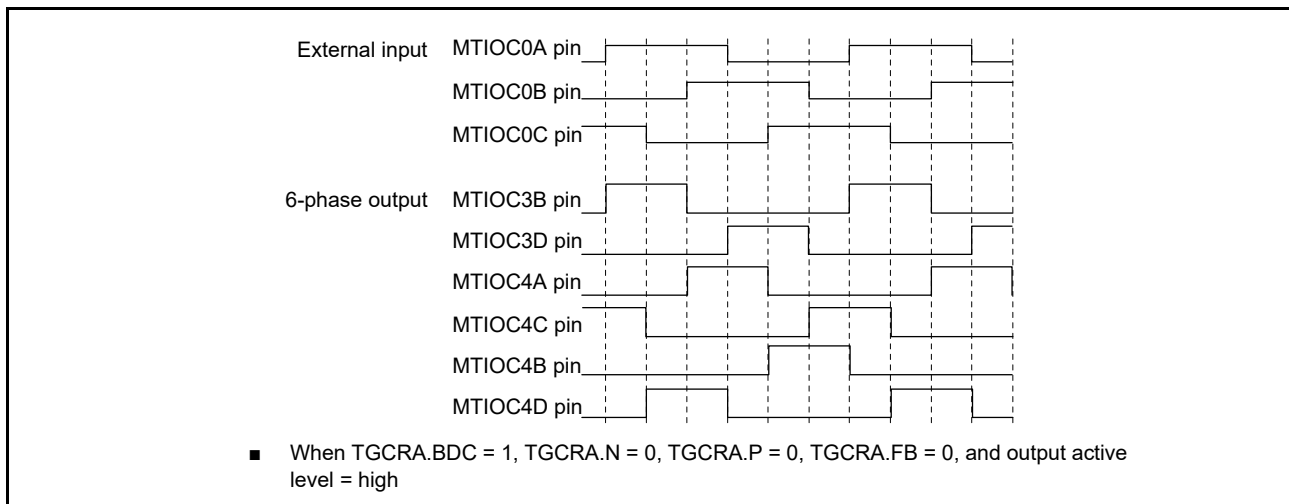 External input MTIOC0A pin
MTIOC0B pin
MTIOC0C pin
6-phase output MTIOC3B pin
MTIOC3D pin
MTIOC4A pin
MTIOC4C pin
MTIOC4B pin
MTIOC4D pin
■ When TGCRA.BDC = 1, TGCRA.N = 0, TGCRA.P = 0, TGCRA.FB = 0, and output active
level = high